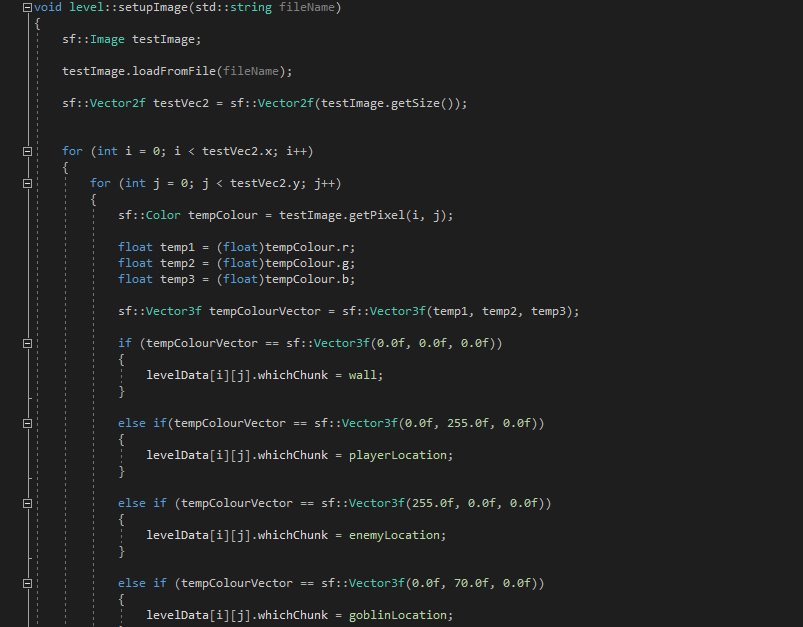 void level::setupImage(std::string fileName)
{
sf::Image testImage;
testImage.loadFromFile(fileName);
sf::Vector2f testVec2 = sf::Vector2f(testImage.getSize());
for (int i = 0; i < testVec2.x; i++)
{
for (int j = 0; j < testVec2.y; j++)
{
sf::Color tempColour = testImage.getPixel(i, j);
float temp1 = (float)tempColour.r;
float temp2 = (float)tempColour.g;
float temp3 = (float)tempColour.b;
sf::Vector3f tempColourVector = sf::Vector3f(temp1, temp2, temp3);
if (tempColourVector == sf::Vector3f(0.0f, 0.0f, 0.0f))
{
levelData[i][j].whichChunk = wall;
}
else if(tempColourVector == sf::Vector3f(0.0f, 255.0f, 0.0f))
{
levelData[i][j].whichChunk = playerLocation;
}
else if (tempColourVector == sf::Vector3f(255.0f, 0.0f, 0.0f))
{
levelData[i][j].whichChunk = enemyLocation;
}
else if (tempColourVector == sf::Vector3f(0.0f, 70.0f, 0.0f))
{
levelData[i][j].whichChunk = goblinLocation;